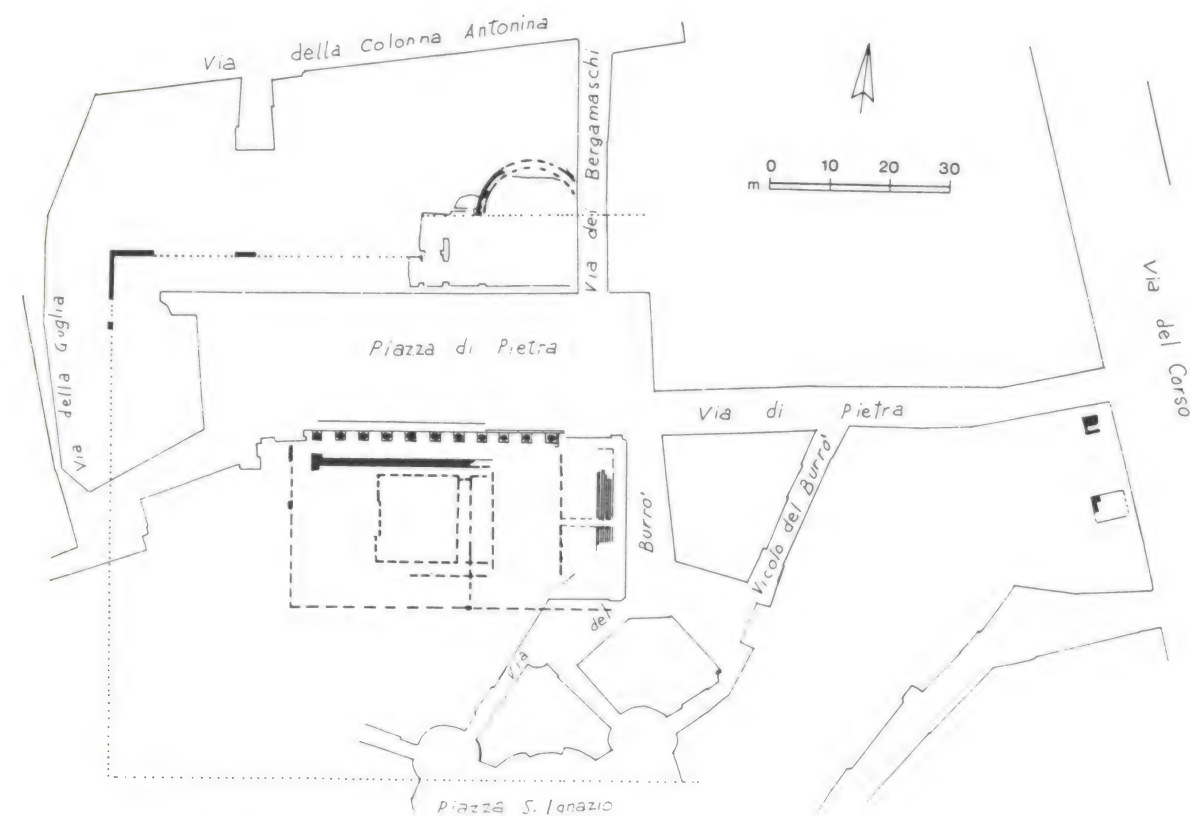 Via della Colonna Antonina
Via dei Bergamaschi
0 10 20 30
m
Via del Corso
Via della Guglia
Piazza di Pietra
Via di Pietra
Vicolo del Burrò
Via del Burrò
Piazza S. Ignazio